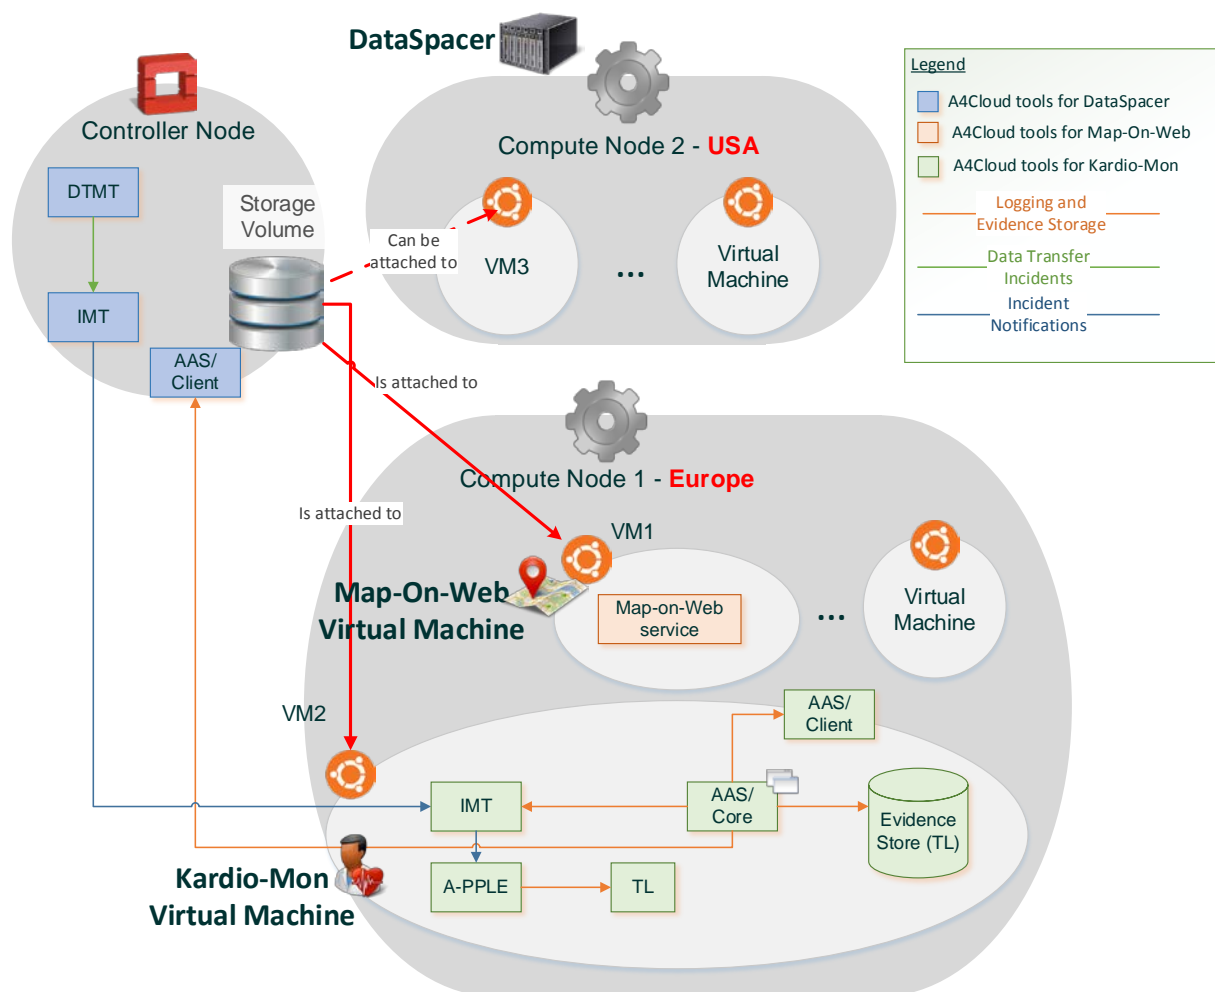 DataSpacer
Legend
A4Cloud tools for DataSpacer
A4Cloud tools for Map-On-Web
A4Cloud tools for Kardio-Mon
Logging and
Evidence Storage
Data Transfer
Incidents
Incident
Notifications
Controller Node
DTMT
Storage
Volume
IMT
AAS/
Client
Compute Node 2 - USA
Can be
attached to
VM3
...
Virtual
Machine
Is attached to
Compute Node 1 - Europe
Is attached to
VM1
Map-On-Web
Virtual Machine
Map-on-Web
service
...
Virtual
Machine
VM2
AAS/
Client
IMT
AAS/
Core
Evidence
Store (TL)
A-PPLE
TL
Kardio-Mon
Virtual Machine